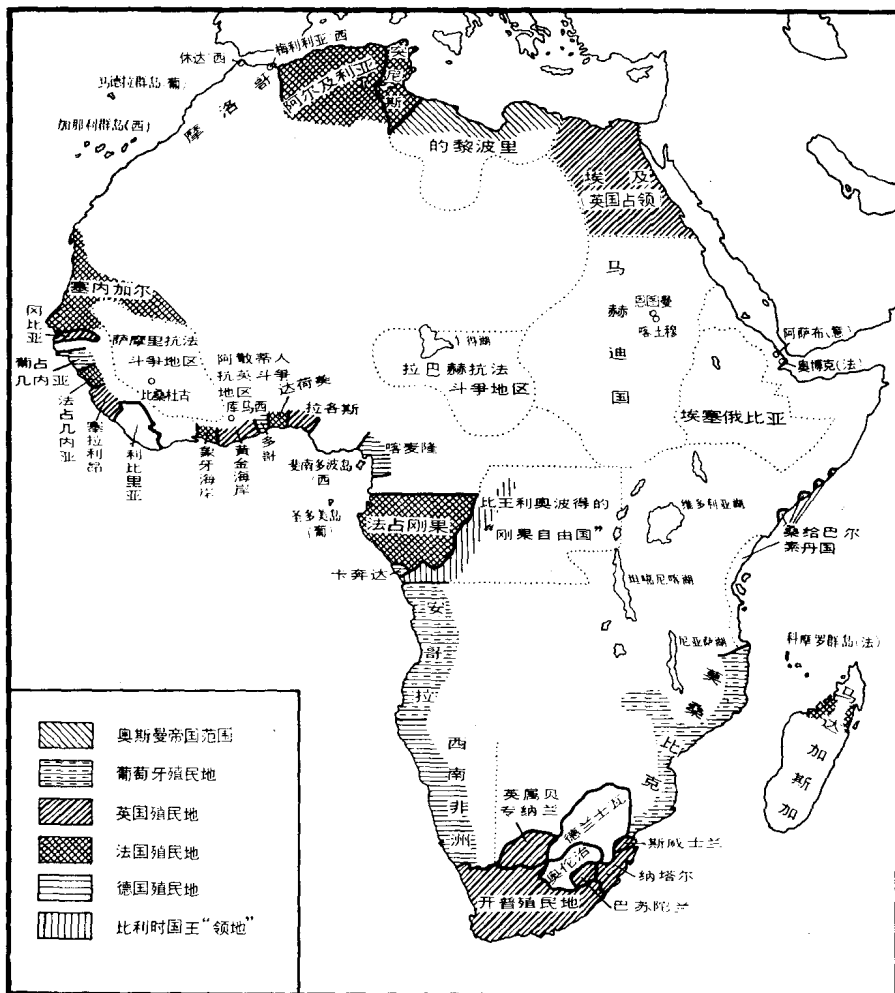 休达(西)
梅利利亚(西)
马德拉群岛(葡)
加那利群岛(西)
摩洛哥
阿尔及利亚
突尼斯
的黎波里
埃及
英国占领
塞内加尔
冈比亚
葡占
几内亚
法占几内亚
塞拉利昂
利比里亚
萨摩里抗法
斗争地区
比桑杜古
阿散蒂人
抗英斗争
地区
库马西
达荷美
多哥
拉各斯
象牙海岸
黄金海岸
乍得湖
拉巴赫抗法
斗争地区
马赫迪国
恩图曼
喀土穆
阿萨布(意)
奥博克(法)
埃塞俄比亚
喀麦隆
斐南多波岛
(西)
圣多美岛
(葡)
法占刚果
卡奔达
比王利奥波得的
“刚果自由国”
维多利亚湖
桑给巴尔
素丹国
坦噶尼喀湖
尼亚萨湖
科摩罗群岛(法)
安哥拉
莫桑比克
马达加斯加
西南非洲
英属贝
专纳兰
德兰士瓦
奥伦治
斯威士兰
纳塔尔
巴苏陀兰
开普殖民地
奥斯曼帝国范围
葡萄牙殖民地
英国殖民地
法国殖民地
德国殖民地
比利时国王“领地”